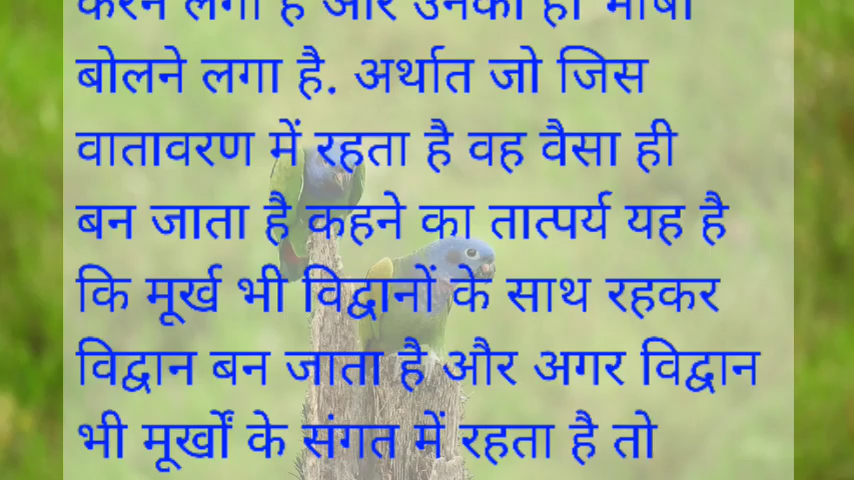 करने लगा है और उनकी ही भाषा
बोलने लगा है. अर्थात जो जिस
वातावरण में रहता है वह वैसा ही
बन जाता है कहने का तात्पर्य यह है
कि मूर्ख भी विद्वानों के साथ रहकर
विद्वान बन जाता है और अगर विद्वान
भी मूर्खों के संगत में रहता है तो